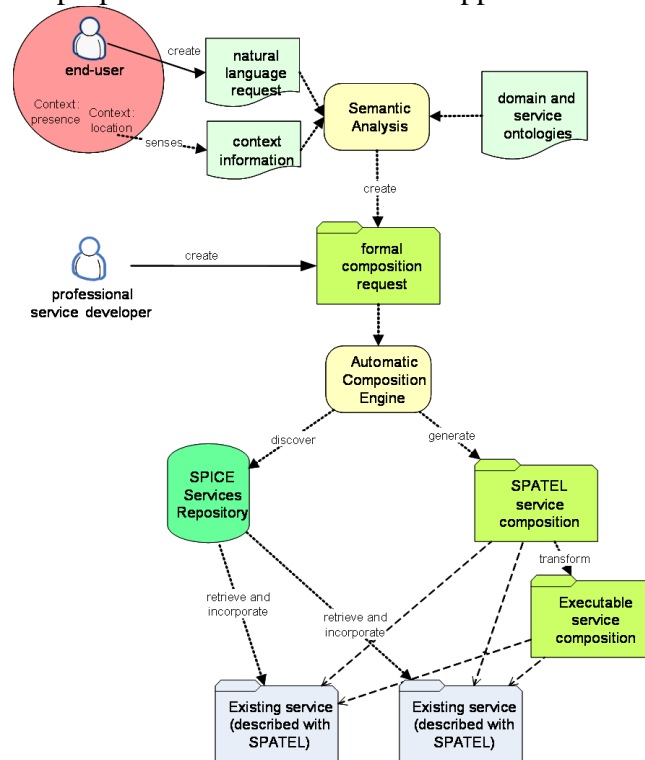 create
end-user
natural
language
request
Context:
presence
Context:
location
senses
context
information
Semantic
Analysis
domain and
service
ontologies
create
formal
composition
request
create
professional
service developer
Automatic
Composition
Engine
discover
generate
SPICE
Services
Repository
SPATEL
service
composition
transform
retrieve and
incorporate
retrieve and
incorporate
Executable
service
composition
Existing service
(described with
SPATEL)
Existing service
(described with
SPATEL)